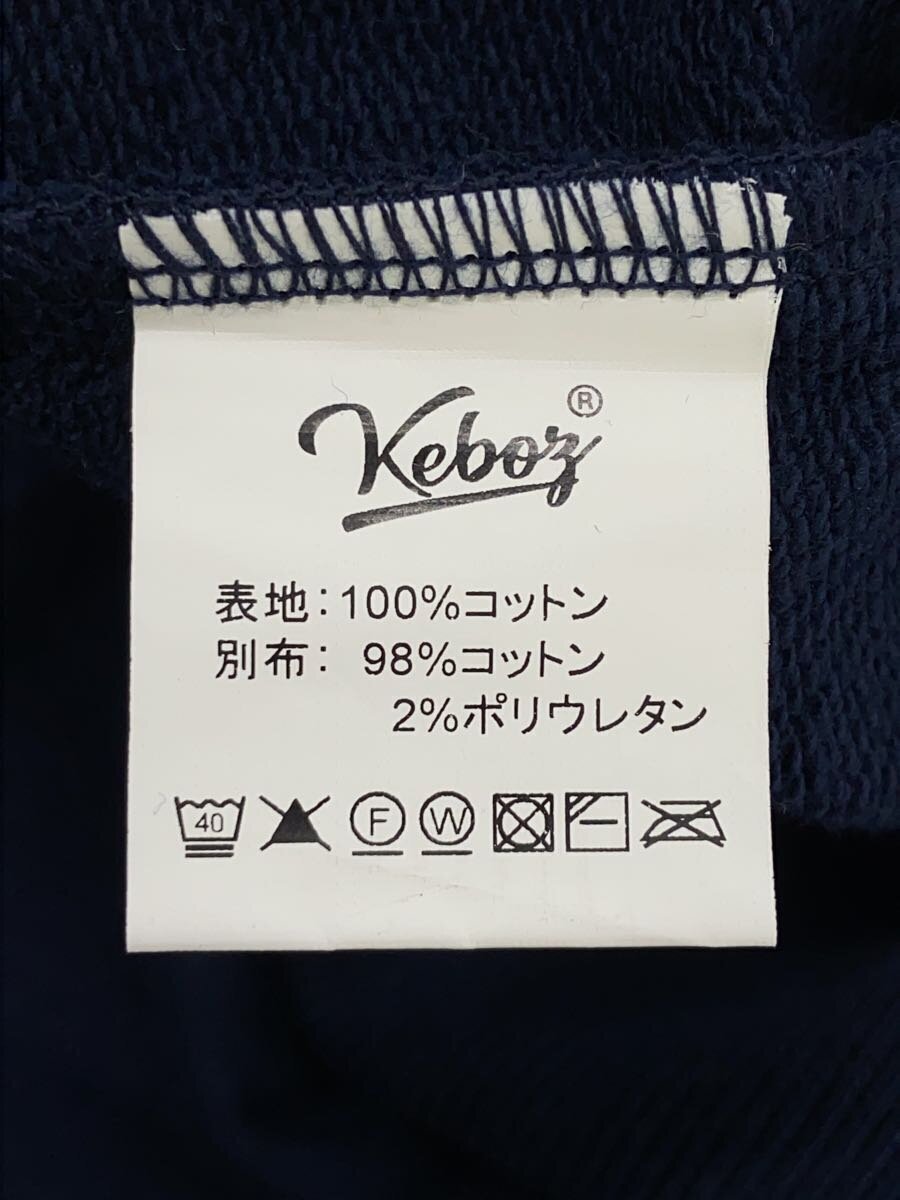 Keboz®
表地：100%コットン
別布： 98%コットン
2%ポリウレタン
40 F W